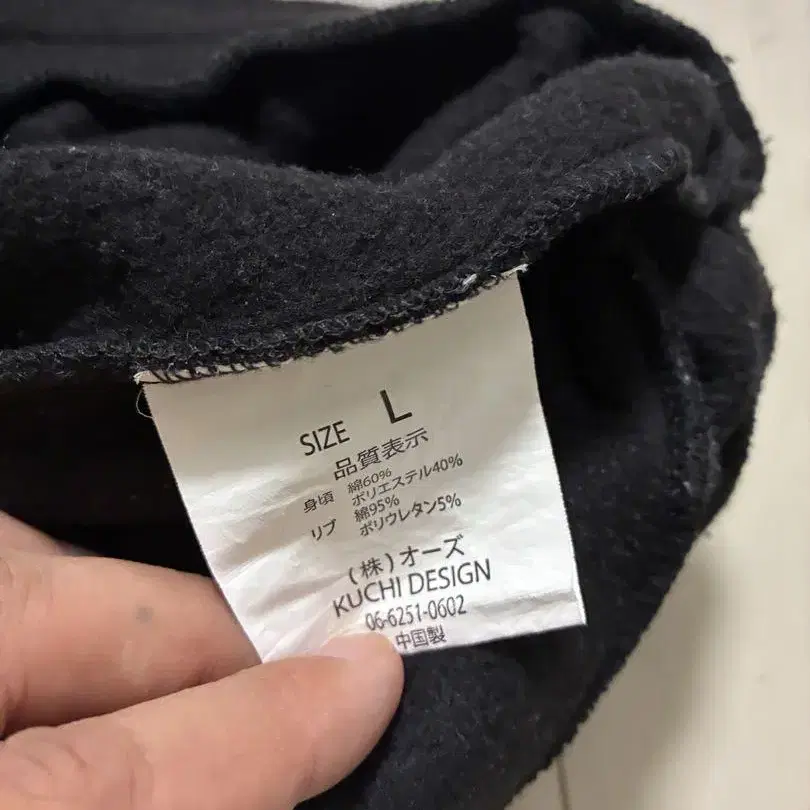 SIZE L
品質表示
身頃 綿60%
ポリエステル40%
リブ 綿95%
ポリウレタン5%
(株)オーズ
KUCHI DESIGN
06-6251-0602
中国製